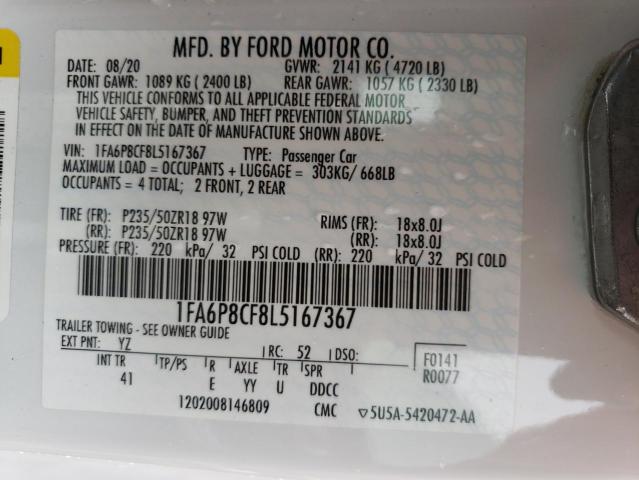 MFD. BY FORD MOTOR CO.
DATE: 08/20 GVWR: 2141 KG ( 4720 LB)
FRONT GAWR: 1089 KG ( 2400 LB) REAR GAWR: 1057 KG ( 2330 LB)
THIS VEHICLE CONFORMS TO ALL APPLICABLE FEDERAL MOTOR
VEHICLE SAFETY, BUMPER, AND THEFT PREVENTION STANDARDS
IN EFFECT ON THE DATE OF MANUFACTURE SHOWN ABOVE.
VIN: 1FA6P8CF8L5167367 TYPE: Passenger Car
MAXIMUM LOAD = OCCUPANTS + LUGGAGE = 303KG/ 668LB
OCCUPANTS = 4 TOTAL; 2 FRONT, 2 REAR
TIRE (FR): P235/50ZR18 97W RIMS (FR): 18x8.0J
(RR): P235/50ZR18 97W (RR): 18x8.0J
PRESSURE (FR): 220 kPa/ 32 PSI COLD (RR): 220 kPa/ 32 PSI COLD
1FA6P8CF8L5167367
TRAILER TOWING - SEE OWNER GUIDE
EXT PNT: YZ RC: 52 DSO: F0141
INT TR TP/PS R AXLE TR SPR R0077
41 E YY U DDCC
1202008146809 CMC ▽5U5A-5420472-AA